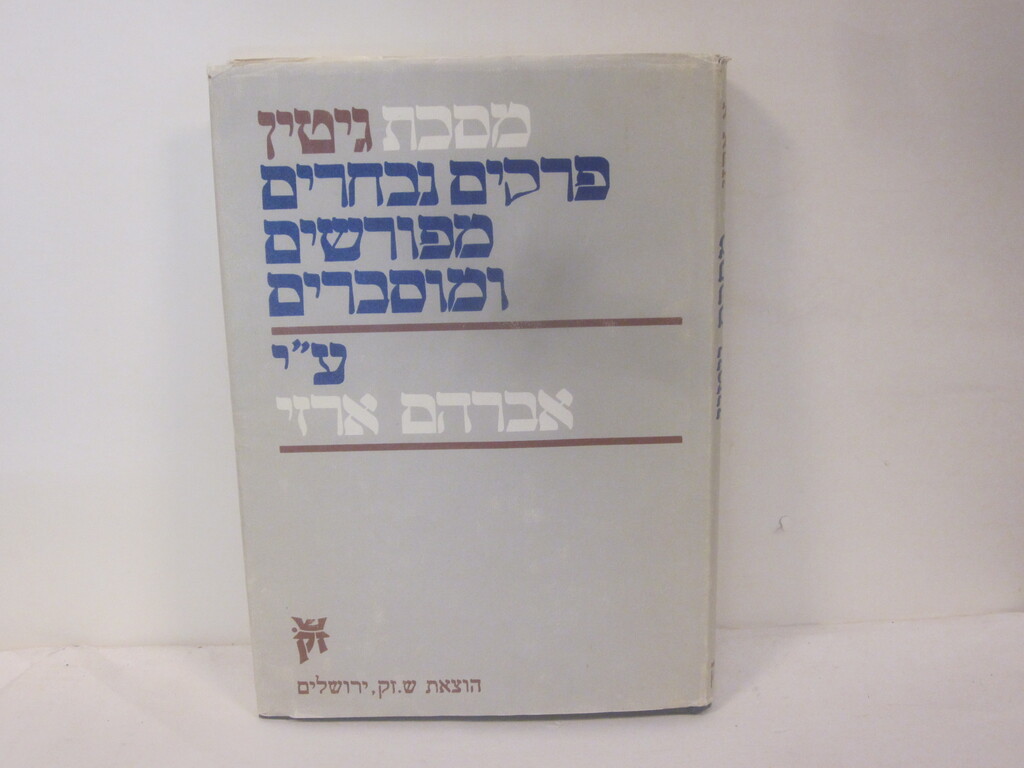 מסכת גיטין
פרקים נבחרים
מפורשים
ומוסברים
ע"י
אברהם ארזי
ש.
זק
הוצאת ש.זק, ירושלים